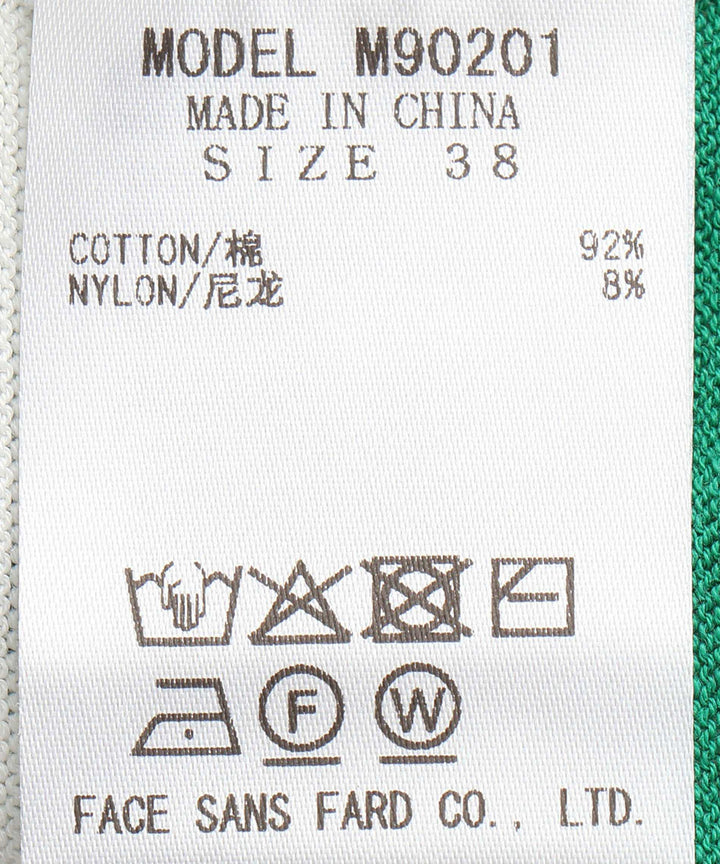 MODEL M90201
MADE IN CHINA
SIZE 38
COTTON/棉 92%
NYLON/尼龙 8%
F W
FACE SANS FARD CO., LTD.